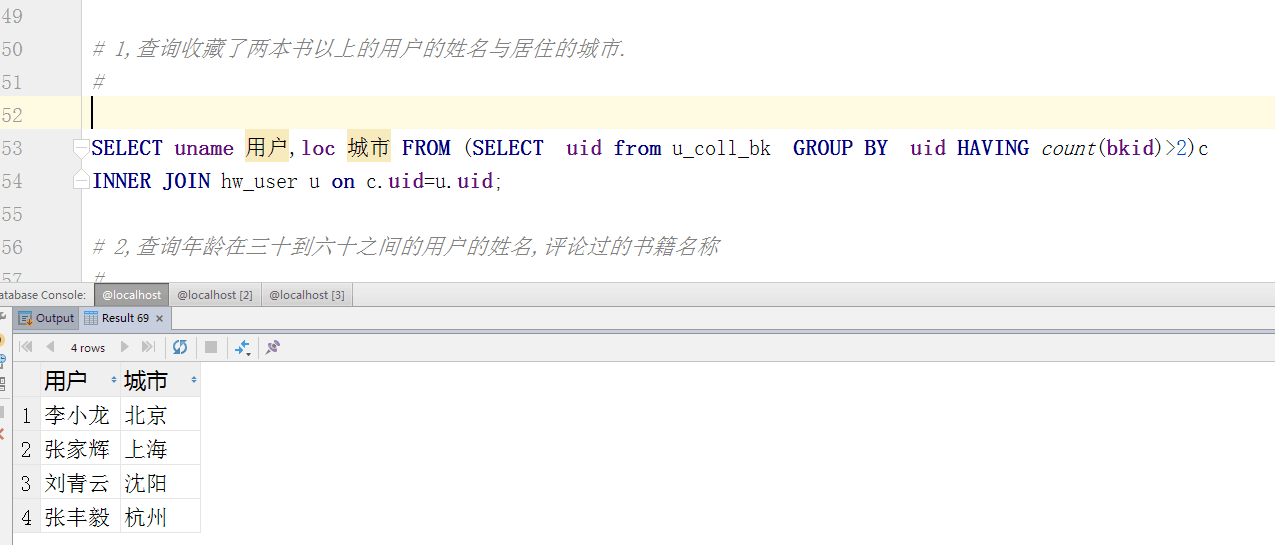 49
50 # 1,查询收藏了两本书以上的用户的姓名与居住的城市.
51 #
52
53 SELECT uname 用户,loc 城市 FROM (SELECT  uid from u_coll_bk  GROUP BY  uid HAVING count(bkid)>2)c
54 INNER JOIN hw_user u on c.uid=u.uid;
55
56 # 2,查询年龄在三十到六十之间的用户的姓名,评论过的书籍名称
57 #
atabase Console: @localhost @localhost [2] @localhost [3]
Output Result 69 ×
4 rows
用户 城市
1 李小龙 北京
2 张家辉 上海
3 刘青云 沈阳
4 张丰毅 杭州